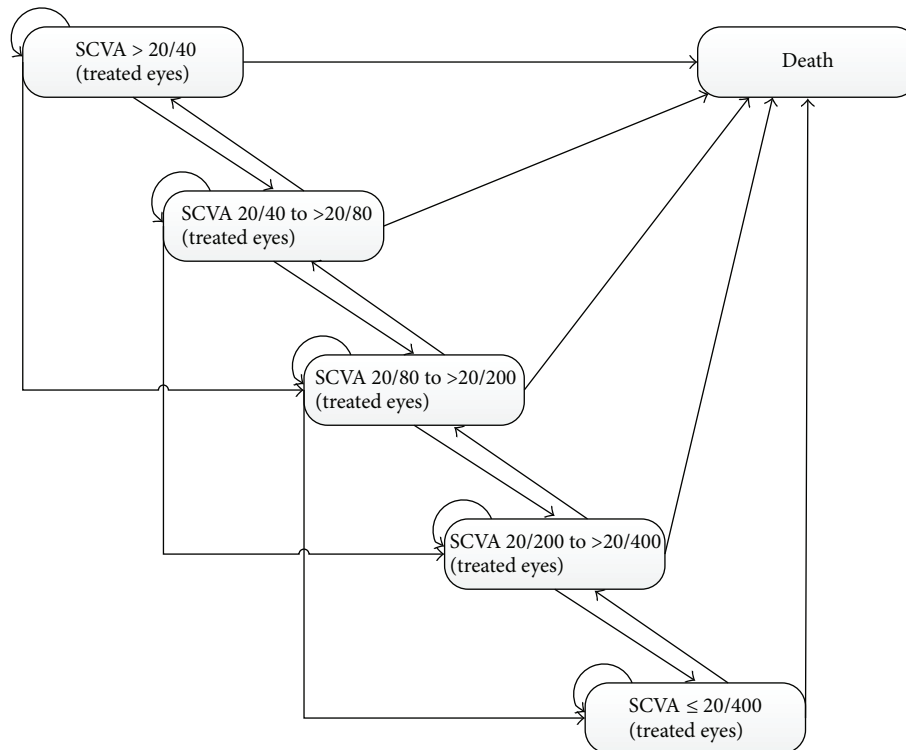 SCVA > 20/40
(treated eyes)
Death
SCVA 20/40 to >20/80
(treated eyes)
SCVA 20/80 to >20/200
(treated eyes)
SCVA 20/200 to >20/400
(treated eyes)
SCVA ≤ 20/400
(treated eyes)